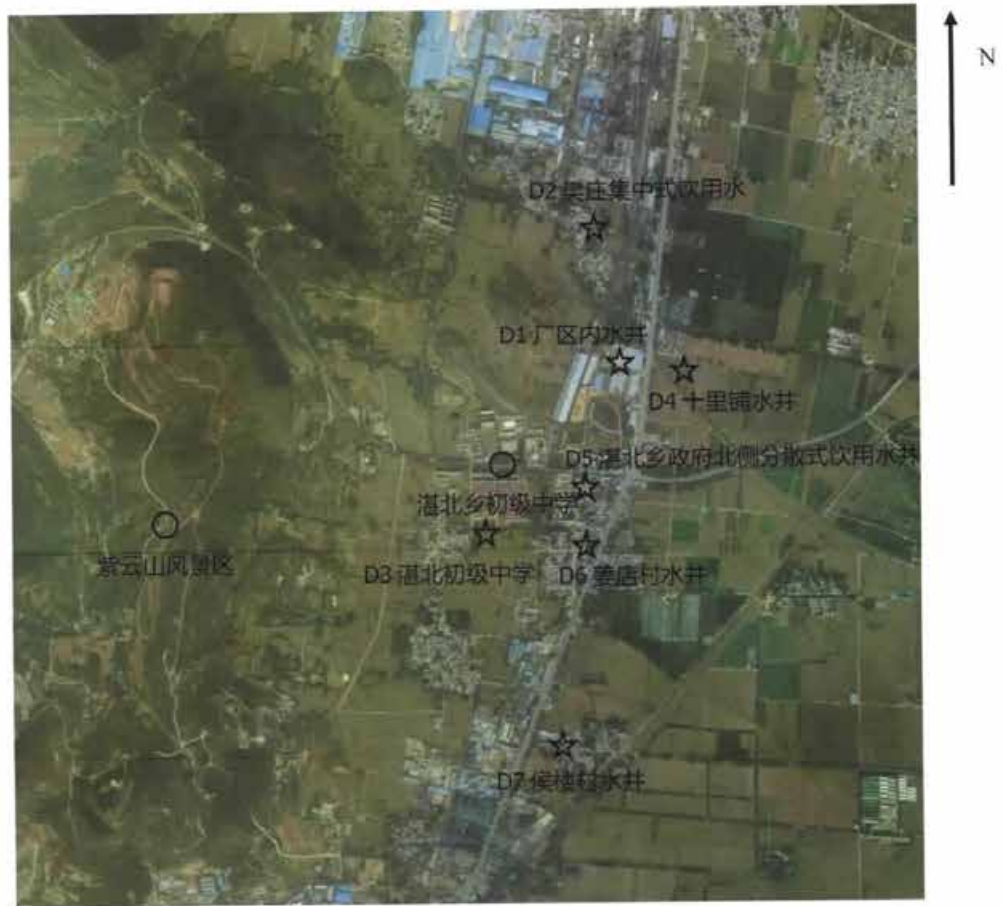 N
D2 吴庄集中式饮用水
D1 厂区内水井
D4 十里铺水井
D5 湛北乡政府北侧分散式饮用水井
湛北乡初级中学
紫云山风景区
D3 湛北初级中学
D6 姜店村水井
D7 侯楼村水井